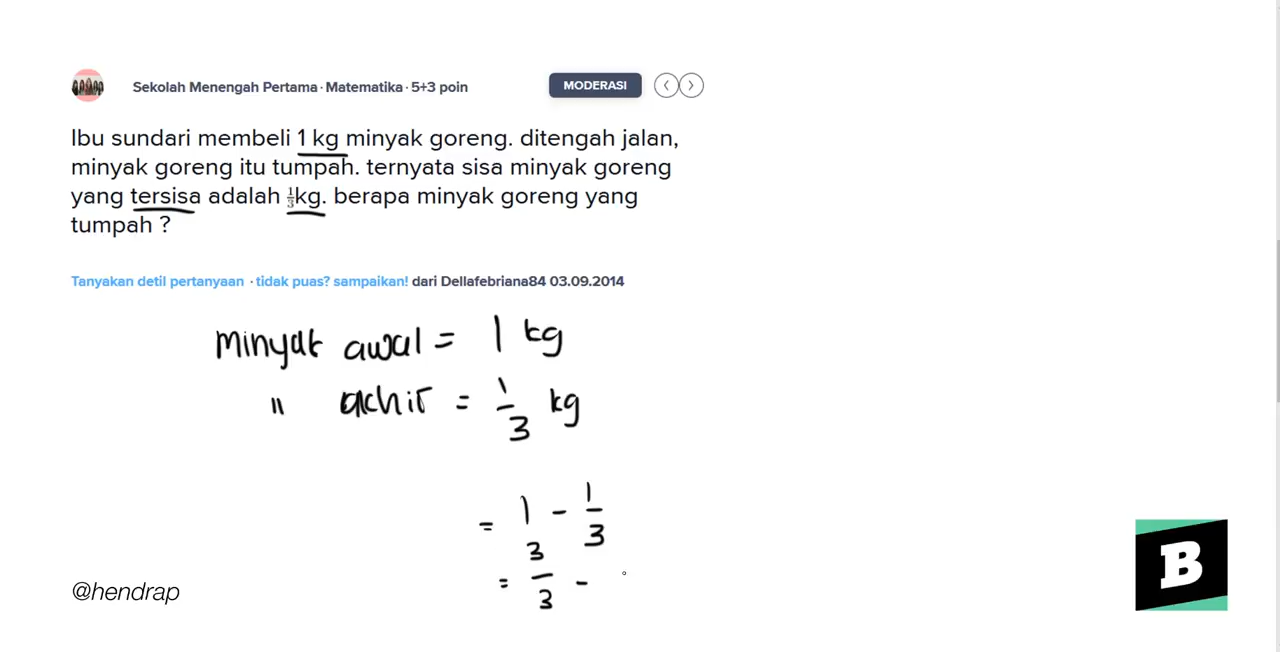 Sekolah Menengah Pertama · Matematika · 5+3 poin
MODERASI
Ibu sundari membeli 1 kg minyak goreng. ditengah jalan,
minyak goreng itu tumpah. ternyata sisa minyak goreng
yang tersisa adalah 1/3kg. berapa minyak goreng yang
tumpah ?
Tanyakan detil pertanyaan · tidak puas? sampaikan! dari Dellafebriana84 03.09.2014
Minyak awal = 1 kg
" achir = 1/3 kg
= 1 - 1/3
= 3/3 -
@hendrap
B